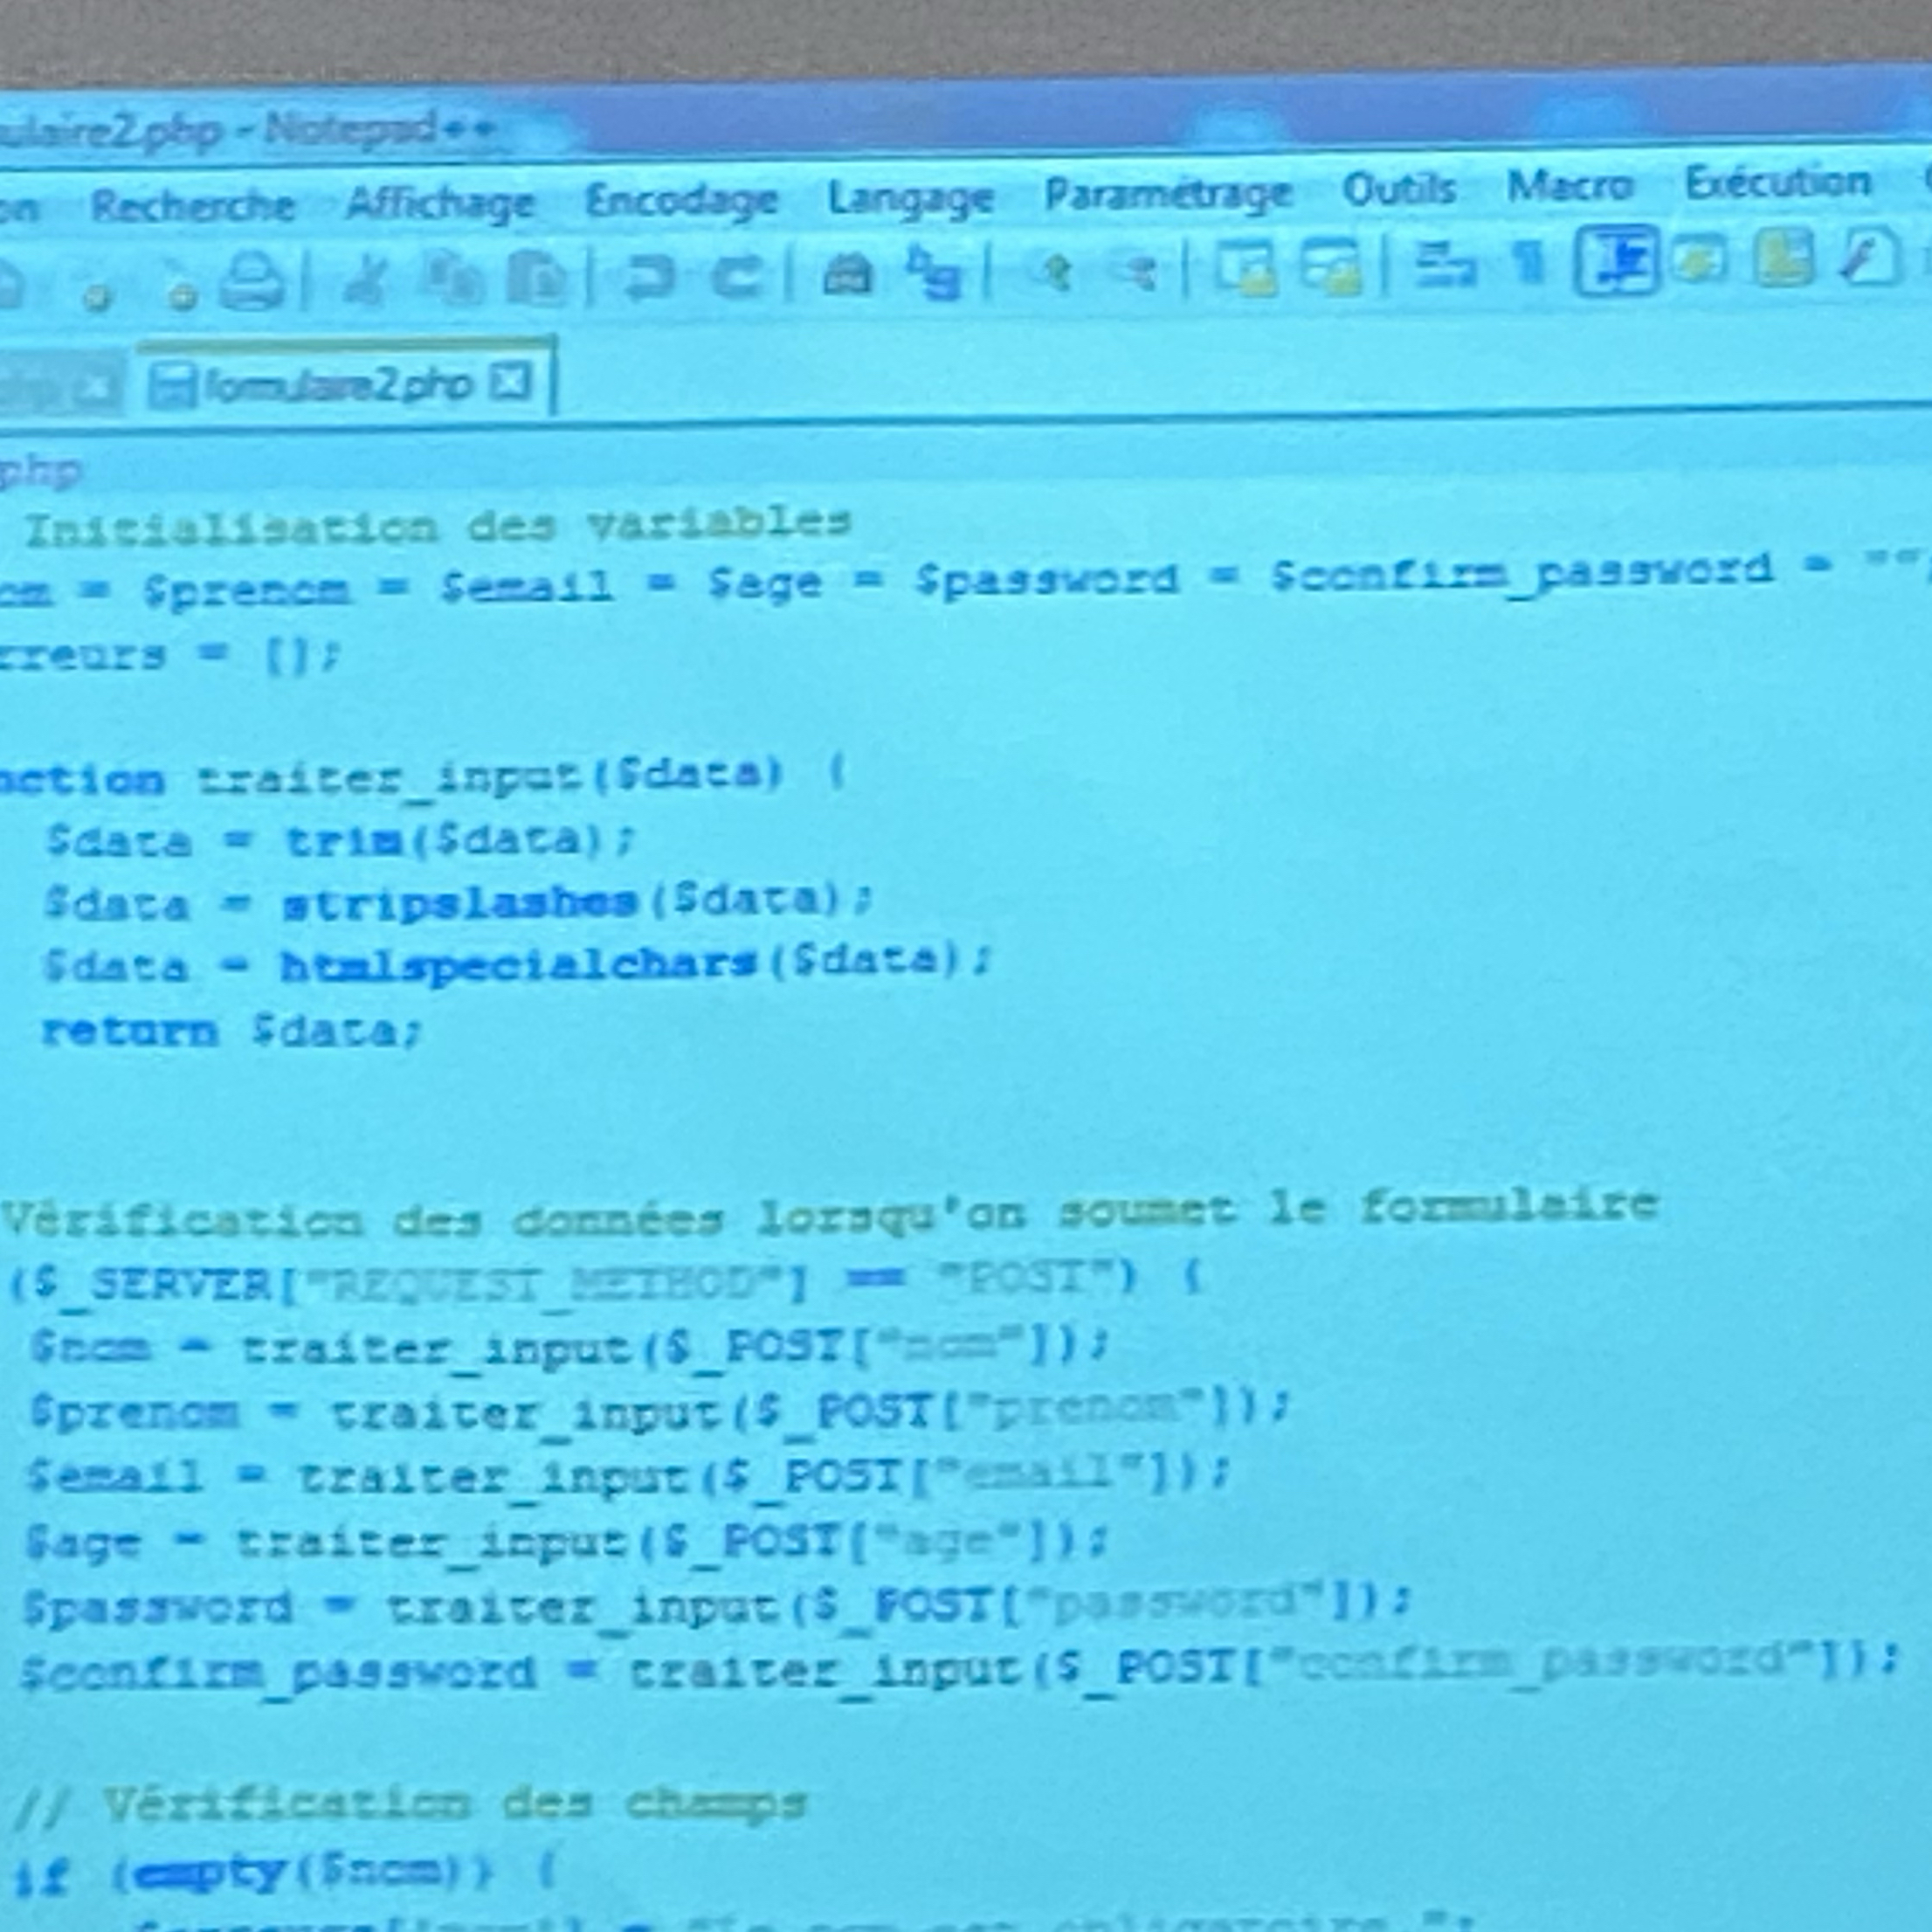 ulaire2.php - Notepad++
on Recherche Affichage Encodage Langage Paramétrage Outils Macro Exécution
php formulaire2.php
php
Initialisation des variables
om = $prenom = $email = $age = $password = $confirm_password = "";
rreurs = [];
nction traiter_input($data) {
$data = trim($data);
$data = stripslashes($data);
$data = htmlspecialchars($data);
return $data;
Vérification des données lorsqu'on soumet le formulaire
($_SERVER["REQUEST_METHOD"] == "POST") {
$nom = traiter_input($_POST["nom"]);
$prenom = traiter_input($_POST["prenom"]);
$email = traiter_input($_POST["email"]);
$age = traiter_input($_POST["age"]);
$password = traiter_input($_POST["password"]);
$confirm_password = traiter_input($_POST["confirm_password"]);
// Vérification des champs
if (empty($nom)) {